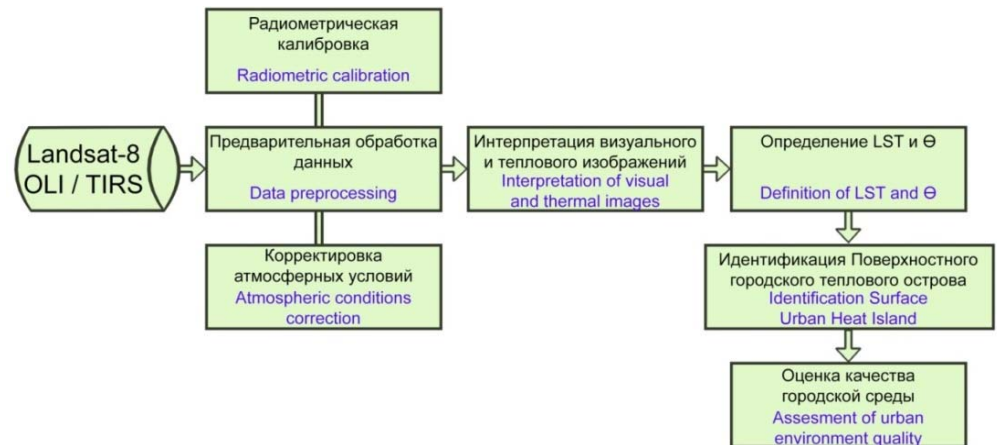 Радиометрическая
калибровка
Radiometric calibration
Landsat-8
OLI / TIRS
Предварительная обработка
данных
Data preprocessing
Интерпретация визуального
и теплового изображений
Interpretation of visual
and thermal images
Определение LST и Ө
Definition of LST and Ө
Корректировка
атмосферных условий
Atmospheric conditions
correction
Идентификация Поверхностного
городского теплового острова
Identification Surface
Urban Heat Island
Оценка качества
городской среды
Assesment of urban
environment quality